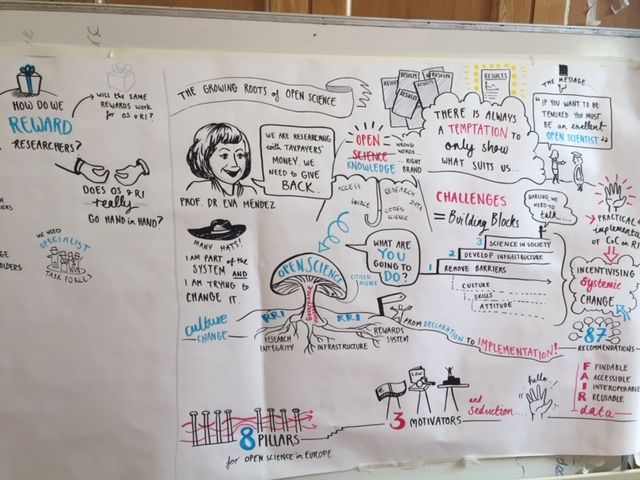 HOW DO WE
REWARD
RESEARCHERS?
WILL THE SAME
REWARDS WORK
FOR OS & RI?
DOES OS & RI
really
GO HAND in HAND?
WE NEED
SPECIALIST
TASK FORCE?
THE GROWING ROOTS of OPEN SCIENCE
PROF. DR EVA MÉNDEZ
WE ARE RESEARCHING
with TAXPAYERS'
MONEY. WE
NEED to GIVE
BACK.
MANY HATS!
I AM PART of the
SYSTEM AND
I AM TRYING to
CHANGE IT.
OPEN
SCIENCE
KNOWLEDGE
WRONG
WORDS
... RIGHT
BRAND
ACCESS
SOURCE
RESEARCH
DATA
CITIZEN
SCIENCE
RESULTS
RESULTS
RESULTS
RESULTS
THERE IS ALWAYS
A TEMPTATION TO
only SHOW
WHAT SUITS US...
THE MESSAGE
"IF YOU WANT TO BE
TENURED, YOU MUST
BE an excellent
OPEN SCIENTIST"
CHALLENGES
= Building Blocks
DARLING, WE
NEED to
talk...
3 SCIENCE IN SOCIETY
2 DEVELOP INFRASTRUCTURE
1 REMOVE BARRIERS
CULTURE
SKILLS
ATTITUDE
WHAT ARE
YOU
GOING TO
DO?
OPEN SCIENCE
CITIZEN
SCIENCE
GOVERNANCE
culture
CHANGE
RRI
RRI
RESEARCH
INTEGRITY
INFRASTRUCTURE
REWARDS
SYSTEM
FROM DECLARATION TO IMPLEMENTATION!
PRACTICAL
of CoC on RI
INCENTIVISING
Systemic
CHANGE
87
RECOMMENDATIONS
FINDABLE
ACCESSIBLE
INTEROPERABLE
REUSABLE
data
8 PILLARS
for OPEN SCIENCE in EUROPE
3 MOTIVATORS
LAW
and
seduction...
hello